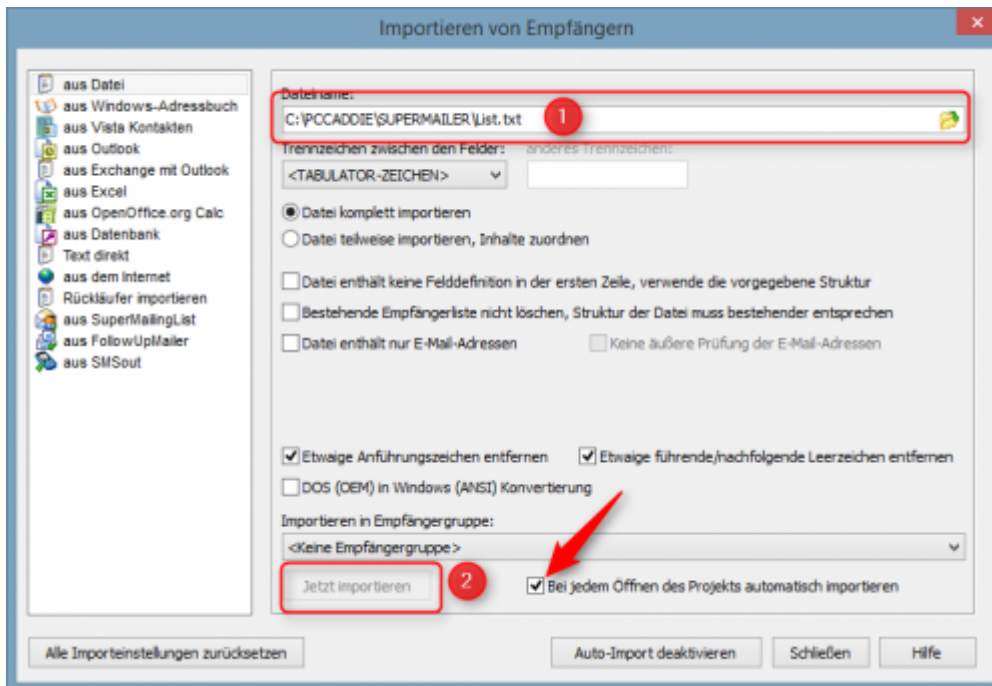 Importieren von Empfängern
aus Datei
aus Windows-Adressbuch
aus Vista Kontakten
aus Outlook
aus Exchange mit Outlook
aus Excel
aus OpenOffice.org Calc
aus Datenbank
Text direkt
aus dem Internet
Rückläufer importieren
aus SuperMailingList
aus FollowUpMailer
aus SMSout
Dateiname:
C:\PCCADDIE\SUPERMAILER\List.txt
1
Trennzeichen zwischen den Felder: anderes Trennzeichen:
<TABULATOR-ZEICHEN>
Datei komplett importieren
Datei teilweise importieren, Inhalte zuordnen
Datei enthält keine Felddefinition in der ersten Zeile, verwende die vorgegebene Struktur
Bestehende Empfängerliste nicht löschen, Struktur der Datei muss bestehender entsprechen
Datei enthält nur E-Mail-Adressen Keine äußere Prüfung der E-Mail-Adressen
Etwaige Anführungszeichen entfernen Etwaige führende/nachfolgende Leerzeichen entfernen
DOS (OEM) in Windows (ANSI) Konvertierung
Importieren in Empfängergruppe:
<Keine Empfängergruppe>
Jetzt importieren 2 Bei jedem Öffnen des Projekts automatisch importieren
Alle Importeinstellungen zurücksetzen Auto-Import deaktivieren Schließen Hilfe